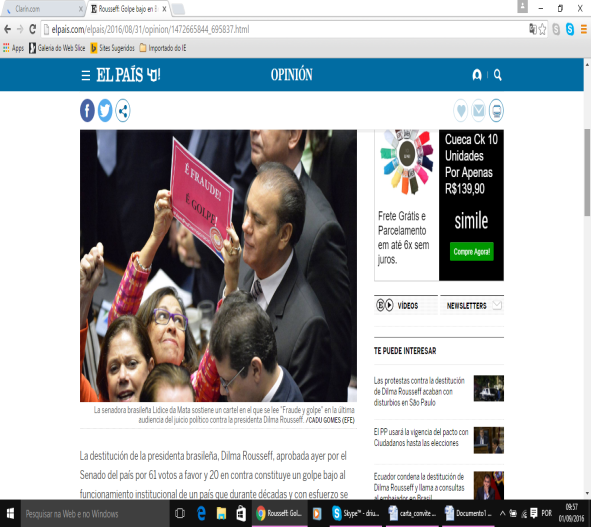 Clarín.com
Rousseff: Golpe bajo en B
elpais.com/elpais/2016/08/31/opinion/1472665844_695837.html
Apps Galeria do Web Slice Sites Sugeridos Importado do IE
EL PAÍS
OPINIÓN
É FRAUDE!
É GOLPE!
La senadora brasileña Lidice da Mata sostiene un cartel en el que se lee "Fraude y golpe" en la última
audiencia del juicio político contra la presidenta Dilma Rousseff. / CADU GOMES (EFE)
La destitución de la presidenta brasileña, Dilma Rousseff, aprobada ayer por el
Senado del país por 61 votos a favor y 20 en contra constituye un golpe bajo al
funcionamiento institucional de un país que durante décadas y con esfuerzo se
Frete Grátis e
Parcelamento
em até 6x sem
juros.
Cueca Ck 10
Unidades
Por Apenas
R$139,90
simile
Compre Agora!
VÍDEOS
NEWSLETTERS
TE PUEDE INTERESAR
Las protestas contra la destitución
de Dilma Rousseff acaban con
disturbios en São Paulo
El PP usará la vigencia del pacto con
Ciudadanos hasta las elecciones
Ecuador condena la destitución de
Dilma Rousseff y llama a consultas
al embajador en Brasil
Pesquisar na Web e no Windows
Rousseff: Gol...
Skype™ - driu...
carta_convite ...
Documento1 ...
POR
09:57
01/09/2016